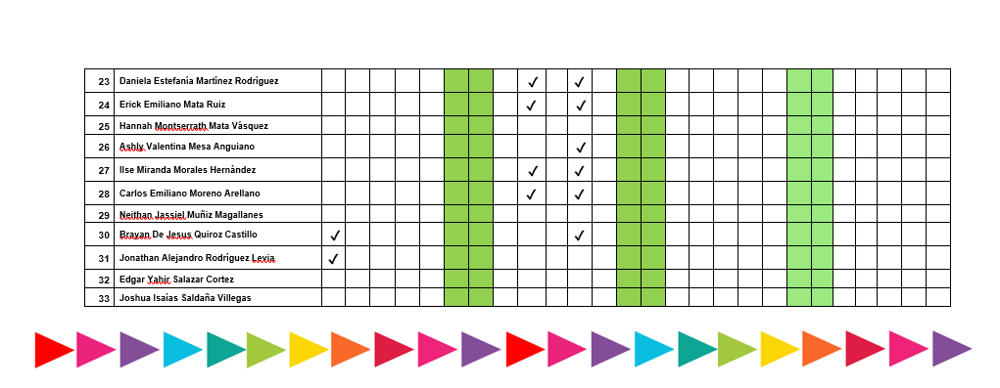 23 Daniela Estefanía Martínez Rodríguez ✓ ✓
24 Erick Emiliano Mata Ruiz ✓ ✓
25 Hannah Montserrath Mata Vásquez
26 Ashly Valentina Mesa Anguiano ✓
27 Ilse Miranda Morales Hernández ✓ ✓
28 Carlos Emiliano Moreno Arellano ✓ ✓
29 Neithan Jassiel Muñiz Magallanes
30 Brayan De Jesus Quiroz Castillo ✓ ✓
31 Jonathan Alejandro Rodríguez Levia ✓
32 Edgar Yahir Salazar Cortez
33 Joshua Isaías Saldaña Villegas